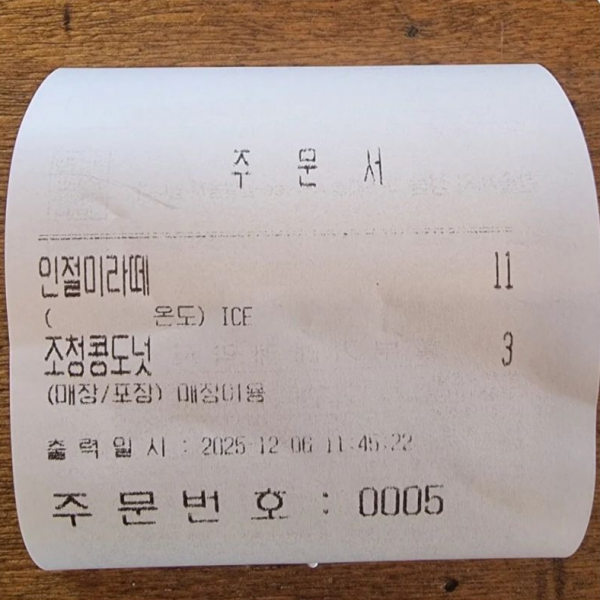 주 문 서
인절미라떼 11
( 온도) ICE
조청콩도넛 3
(매장/포장) 매장이용
출 력 일 시 : 2025-12-06 11:45:22
주 문 번 호 : 0005